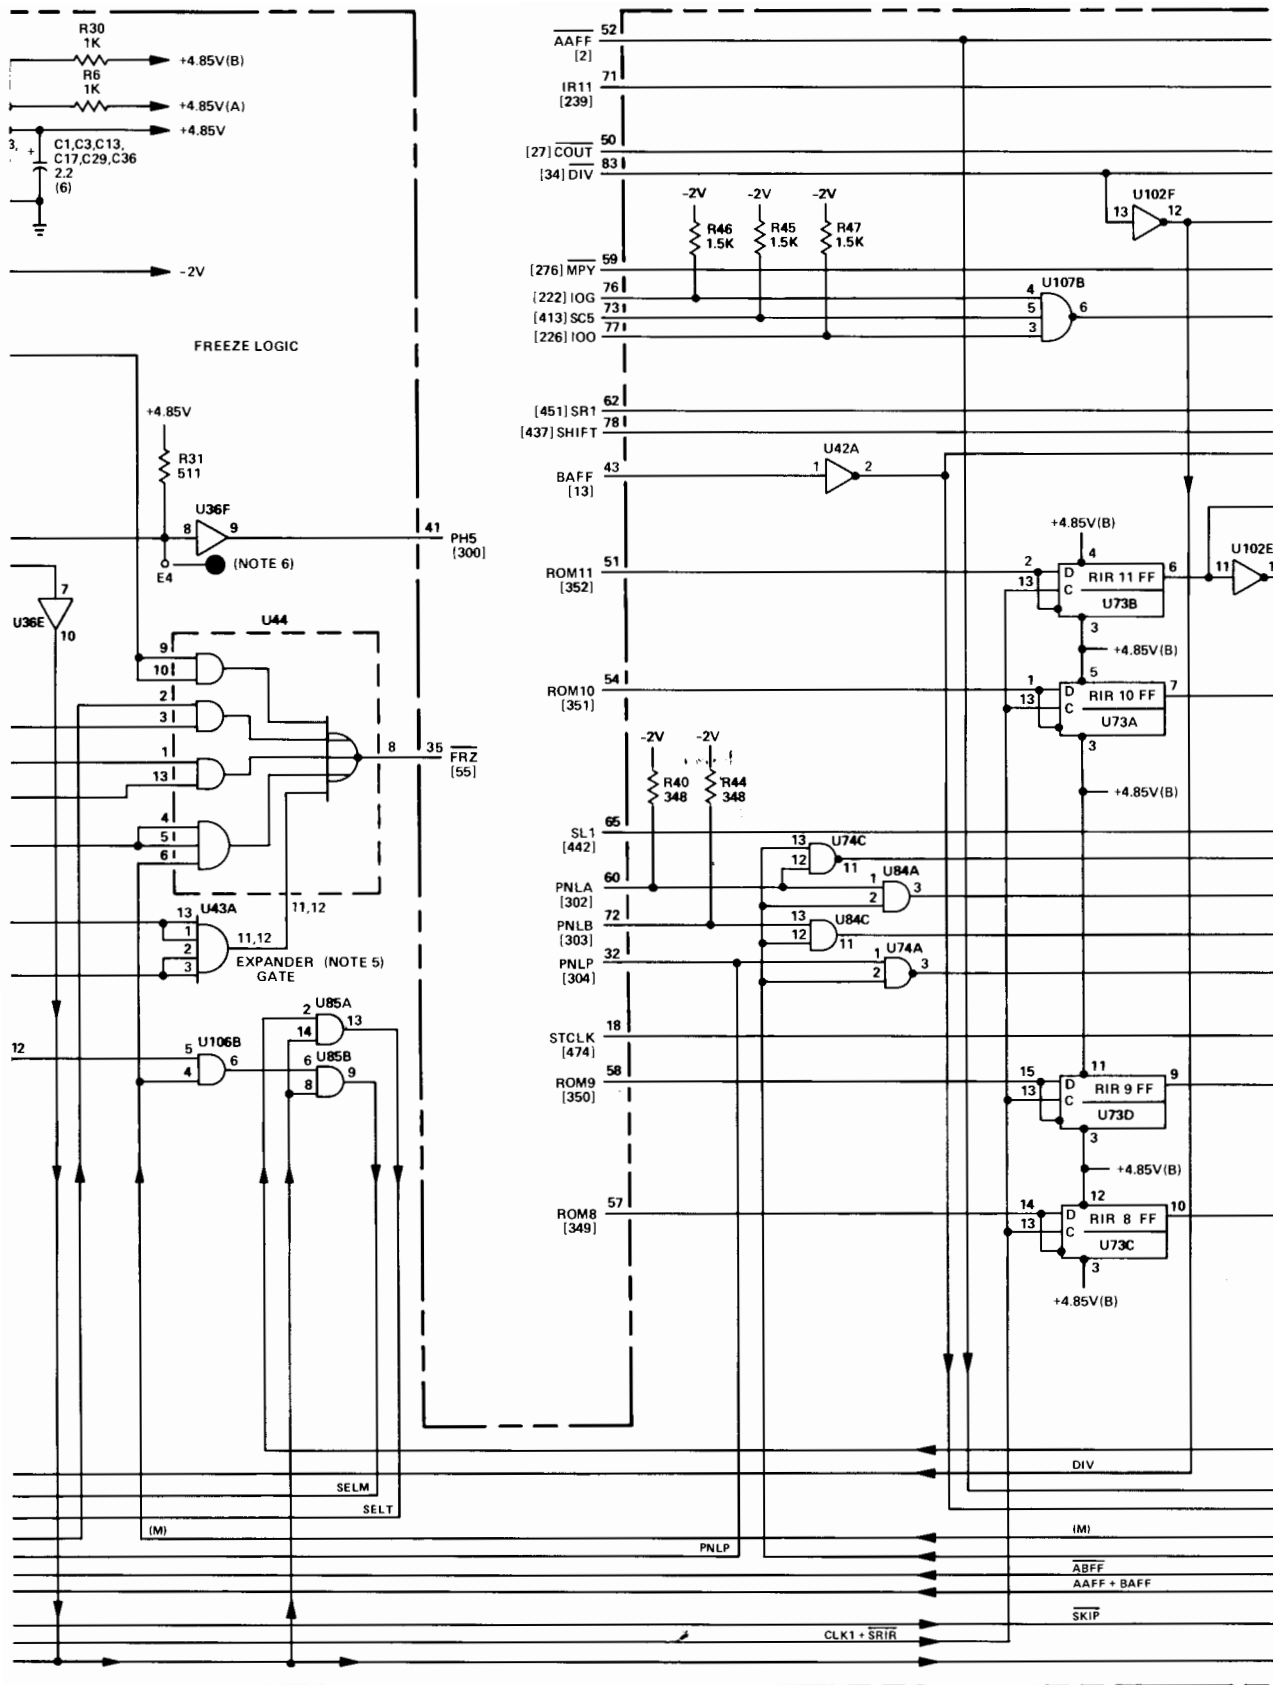 R30
1K
+4.85V(B)
R6
1K
+4.85V(A)
+4.85V
3,
+
C1,C3,C13,
C17,C29,C36
2.2
(6)
-2V
FREEZE LOGIC
+4.85V
R31
511
U36F
8
9
41
PH5
[300]
E4
(NOTE 6)
7
U36E
10
U44
9
10
2
3
1
13
4
5
6
8
35
FRZ
[55]
11,12
U43A
13
1
2
3
11,12
EXPANDER (NOTE 5)
GATE
U85A
2
13
14
12
U106B
5
4
6
U85B
6
8
9
SELM
SELT
(M)
PNLP
52
AAFF
[2]
71
IR11
[239]
50
[27] COUT
83
[34] DIV
U102F
13
12
-2V
-2V
-2V
R46
1.5K
R45
1.5K
R47
1.5K
59
[276] MPY
76
[222] IOG
73
[413] SC5
77
[226] IOO
U107B
4
5
3
6
62
[451] SR1
78
[437] SHIFT
U42A
43
BAFF
[13]
1
2
+4.85V(B)
4
51
ROM11
[352]
2
13
D
C
RIR 11 FF
U73B
6
3
U102E
11
1
+4.85V(B)
54
ROM10
[351]
1
13
5
D
C
RIR 10 FF
U73A
7
3
+4.85V(B)
-2V
-2V
R40
348
R44
348
65
SL1
[442]
U74C
13
12
11
60
PNLA
[302]
U84A
1
2
3
72
PNLB
[303]
U84C
13
12
11
32
PNLP
[304]
U74A
1
2
3
18
STCLK
[474]
58
ROM9
[350]
15
13
11
D
C
RIR 9 FF
U73D
9
3
+4.85V(B)
57
ROM8
[349]
14
13
12
D
C
RIR 8 FF
U73C
10
3
+4.85V(B)
DIV
(M)
ABFF
AAFF + BAFF
SKIP
CLK1 + SRIR